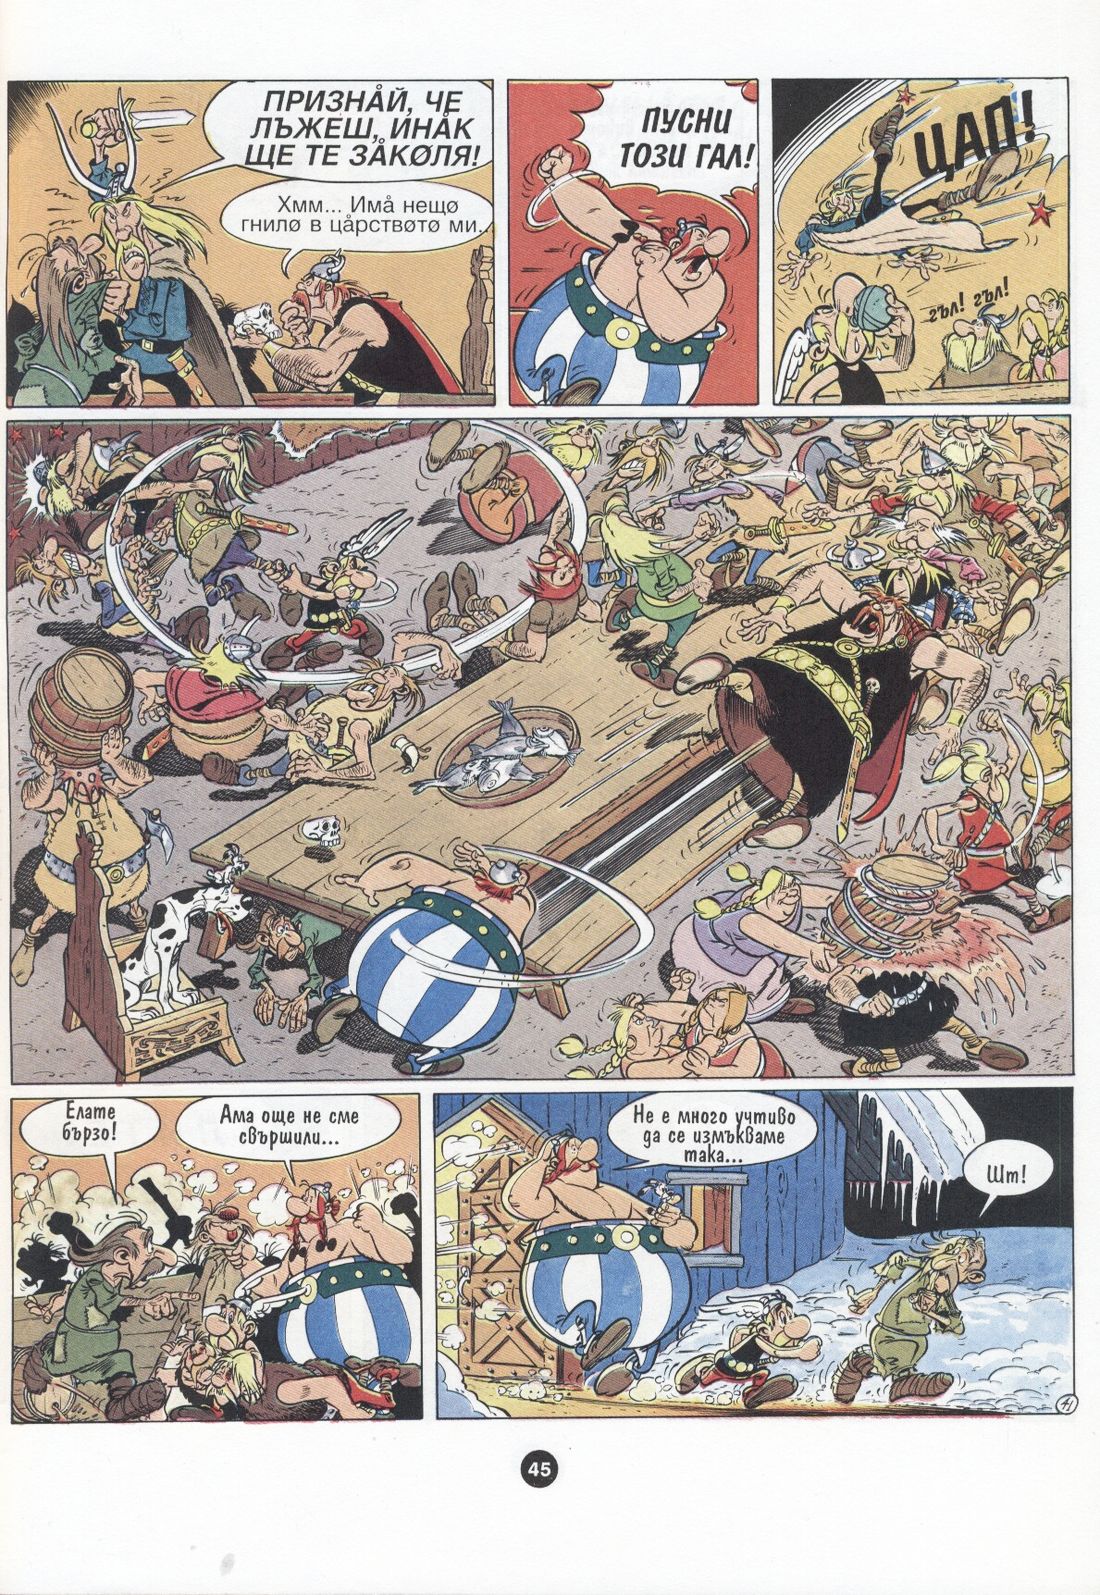 ПРИЗНÅЙ, ЧЕ
ЛЪЖЕШ, ИНÅК
ЩЕ ТЕ ЗÅКØЛЯ!
Хмм... Имå нещø
гнилø в цåрствøтø ми..
ПУСНИ
ТОЗИ ГАЛ!
ЦАП!
гъл! гъл!
Елате
бързо!
Ама още не сме
свършили...
Не е много учтиво
да се измъкваме
така...
Шт!
41
45